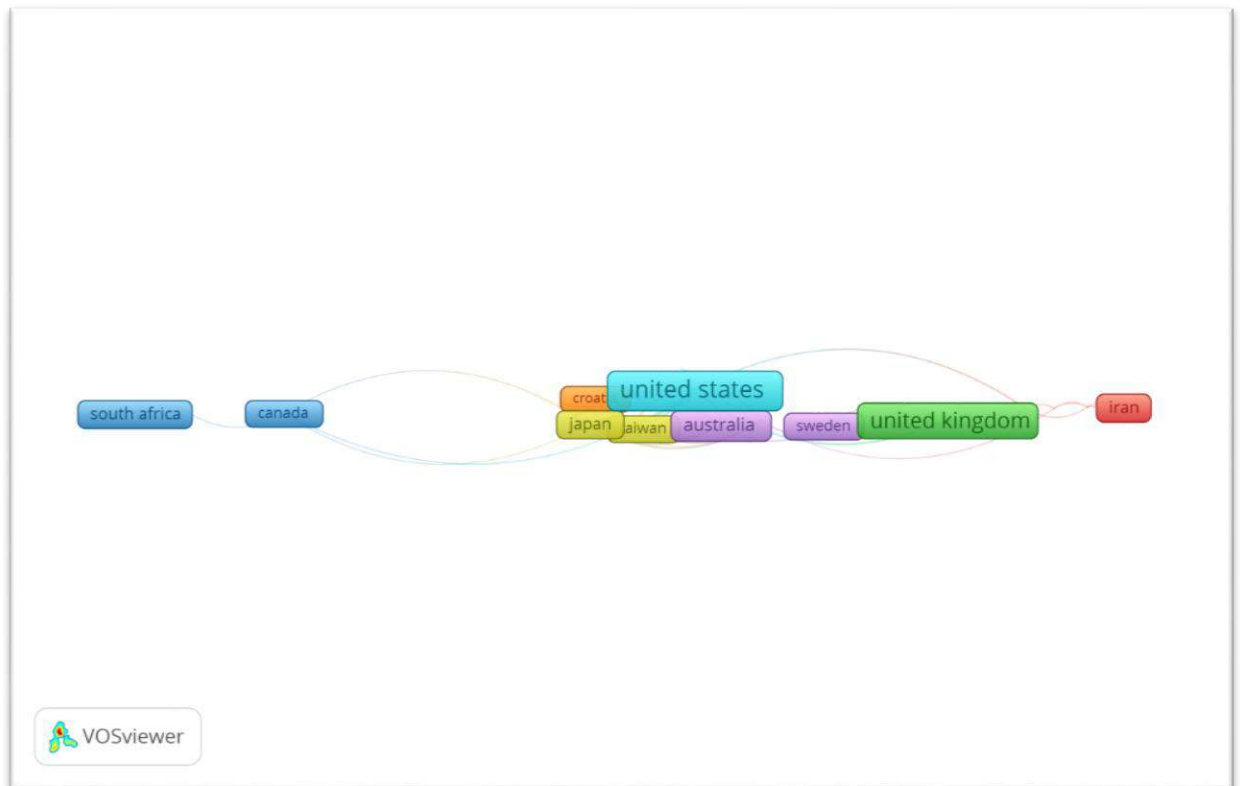 united states
croat
south africa
canada
iran
japan
aiwan
australia
sweden
united kingdom
VOSviewer